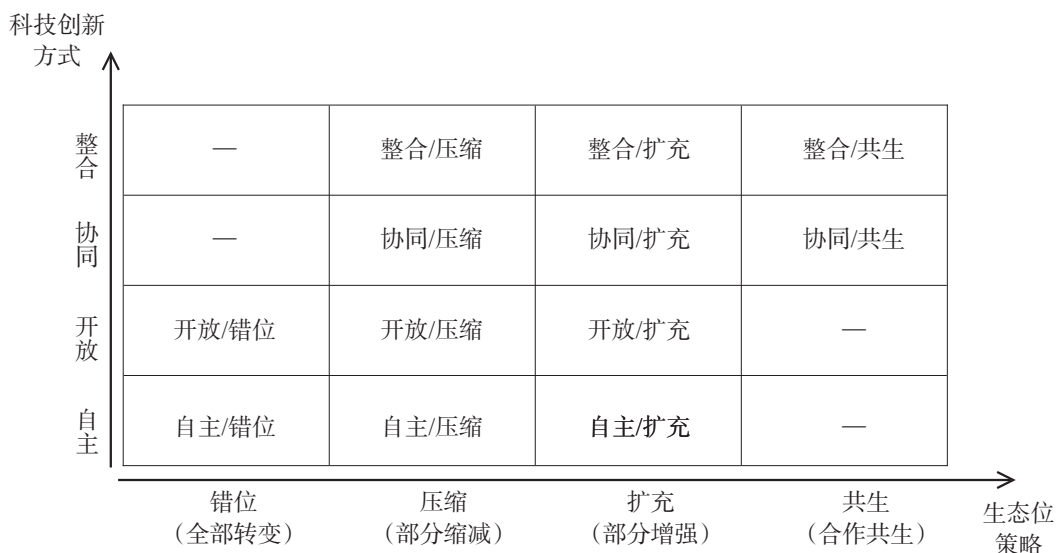 科技创新
方式
整合
—
整合/压缩
整合/扩充
整合/共生
协同
—
协同/压缩
协同/扩充
协同/共生
开放
开放/错位
开放/压缩
开放/扩充
—
自主
自主/错位
自主/压缩
自主/扩充
—
错位
（全部转变）
压缩
（部分缩减）
扩充
（部分增强）
共生
（合作共生）
生态位
策略